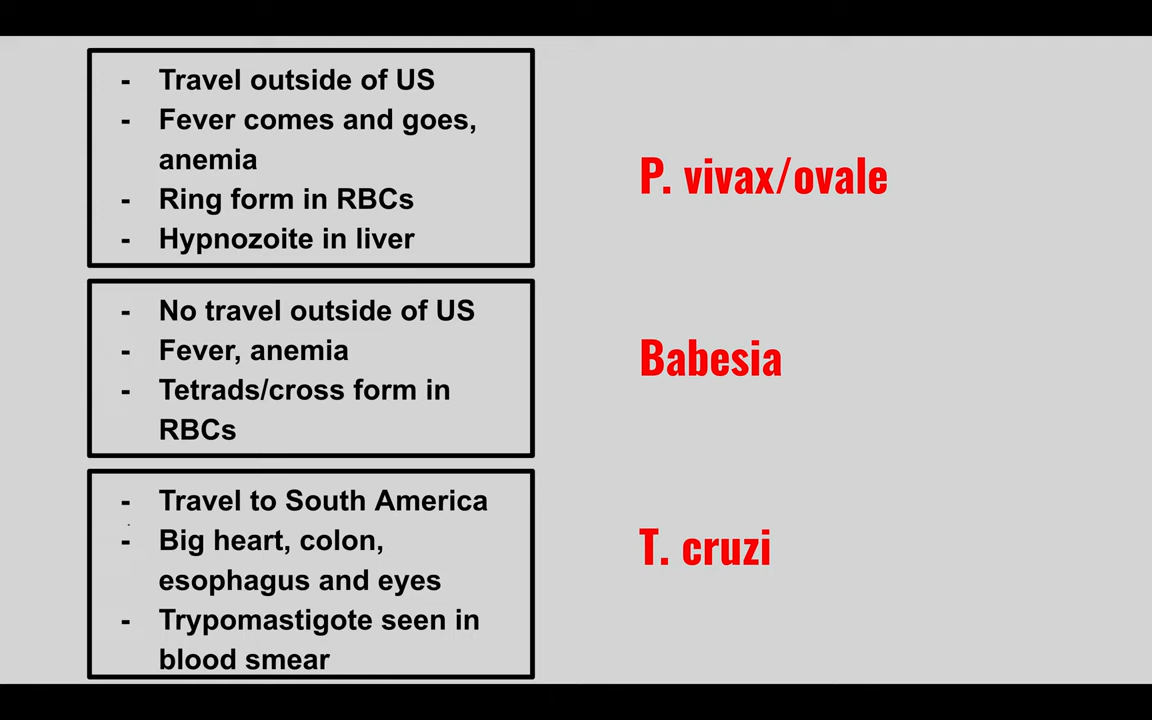 - Travel outside of US
- Fever comes and goes,
anemia
- Ring form in RBCs
- Hypnozoite in liver
P. vivax/ovale
- No travel outside of US
- Fever, anemia
- Tetrads/cross form in
RBCs
Babesia
- Travel to South America
- Big heart, colon,
esophagus and eyes
- Trypomastigote seen in
blood smear
T. cruzi